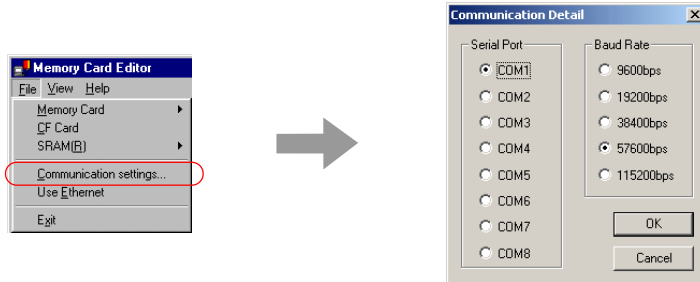 Memory Card Editor
File View Help
Memory Card
CF Card
SRAM(R)
Communication settings...
Use Ethernet
Exit
Communication Detail
Serial Port
COM1
COM2
COM3
COM4
COM5
COM6
COM7
COM8
Baud Rate
9600bps
19200bps
38400bps
57600bps
115200bps
OK
Cancel